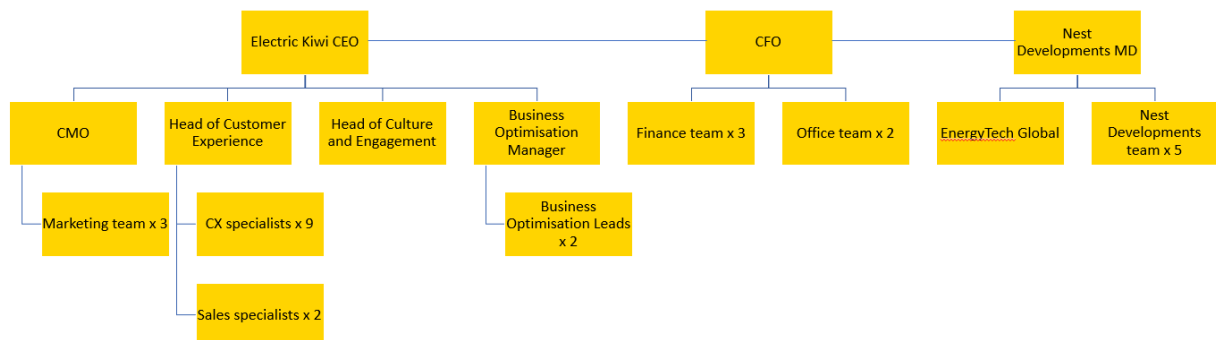 Electric Kiwi CEO
CFO
Nest
Developments MD
CMO
Head of Customer
Experience
Head of Culture
and Engagement
Business
Optimisation
Manager
Finance team x 3
Office team x 2
EnergyTech Global
Nest
Developments
team x 5
Marketing team x 3
CX specialists x 9
Business
Optimisation Leads
x 2
Sales specialists x 2